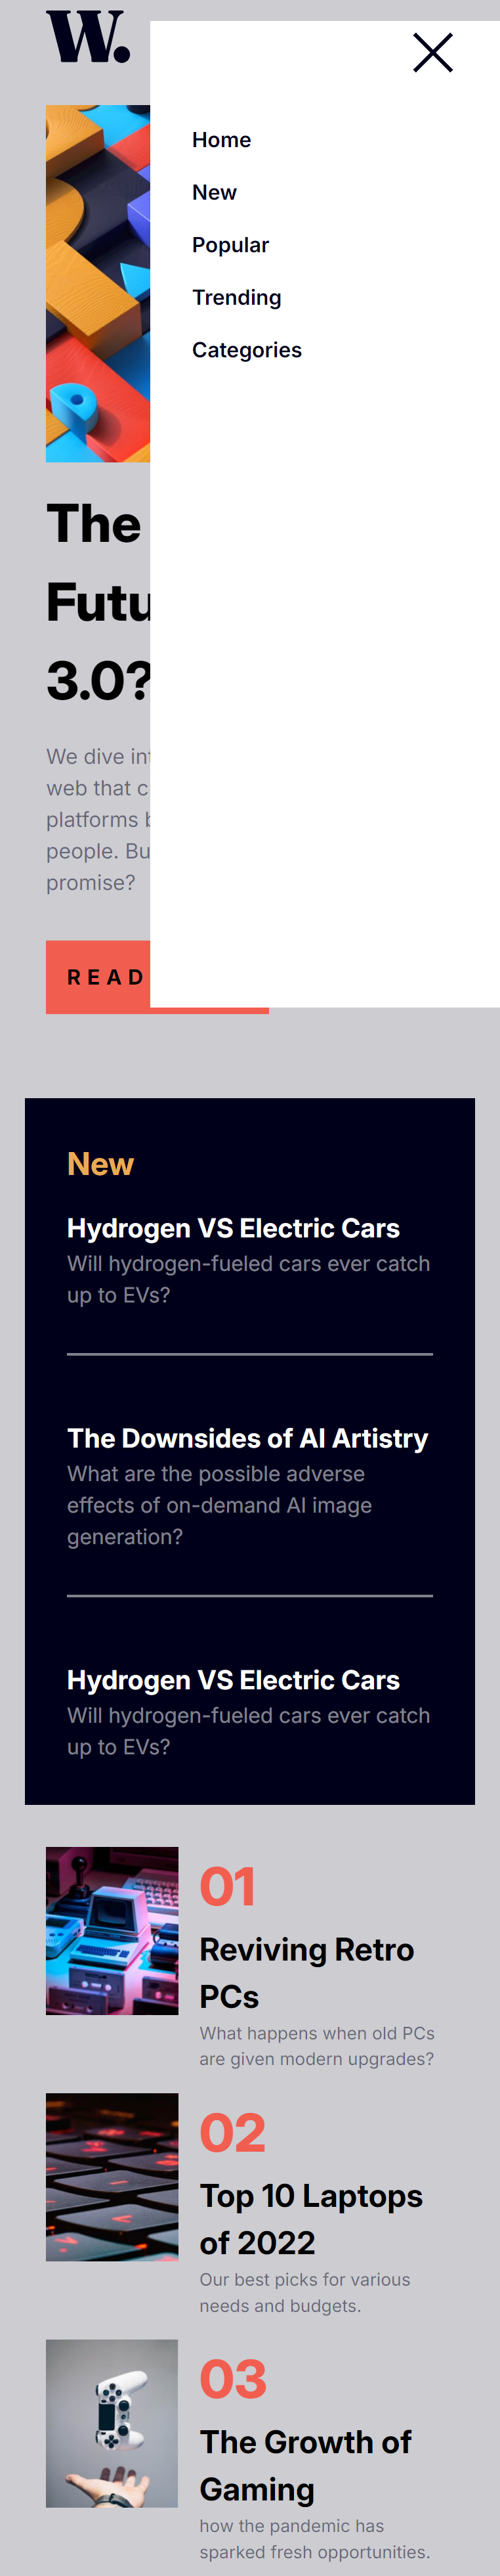 W.
Home
New
Popular
Trending
Categories
The
Futu
3.0?
We dive int
web that c
platforms b
people. Bu
promise?
READ
New
Hydrogen VS Electric Cars
Will hydrogen-fueled cars ever catch
up to EVs?
The Downsides of AI Artistry
What are the possible adverse
effects of on-demand AI image
generation?
Hydrogen VS Electric Cars
Will hydrogen-fueled cars ever catch
up to EVs?
01
Reviving Retro
PCs
What happens when old PCs
are given modern upgrades?
02
Top 10 Laptops
of 2022
Our best picks for various
needs and budgets.
03
The Growth of
Gaming
how the pandemic has
sparked fresh opportunities.